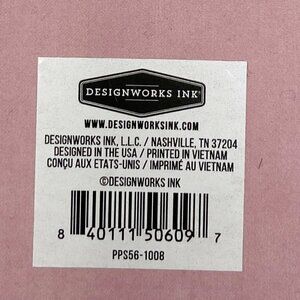 DESIGNWORKS INK®
WWW.DESIGNWORKSINK.COM
DESIGNWORKS INK, L.L.C. / NASHVILLE, TN 37204
DESIGNED IN THE USA / PRINTED IN VIETNAM
CONÇU AUX ETATS-UNIS / IMPRIMÉ AU VIETNAM
©DESIGNWORKS INK
8 40111 50609 7
PPS56-1008